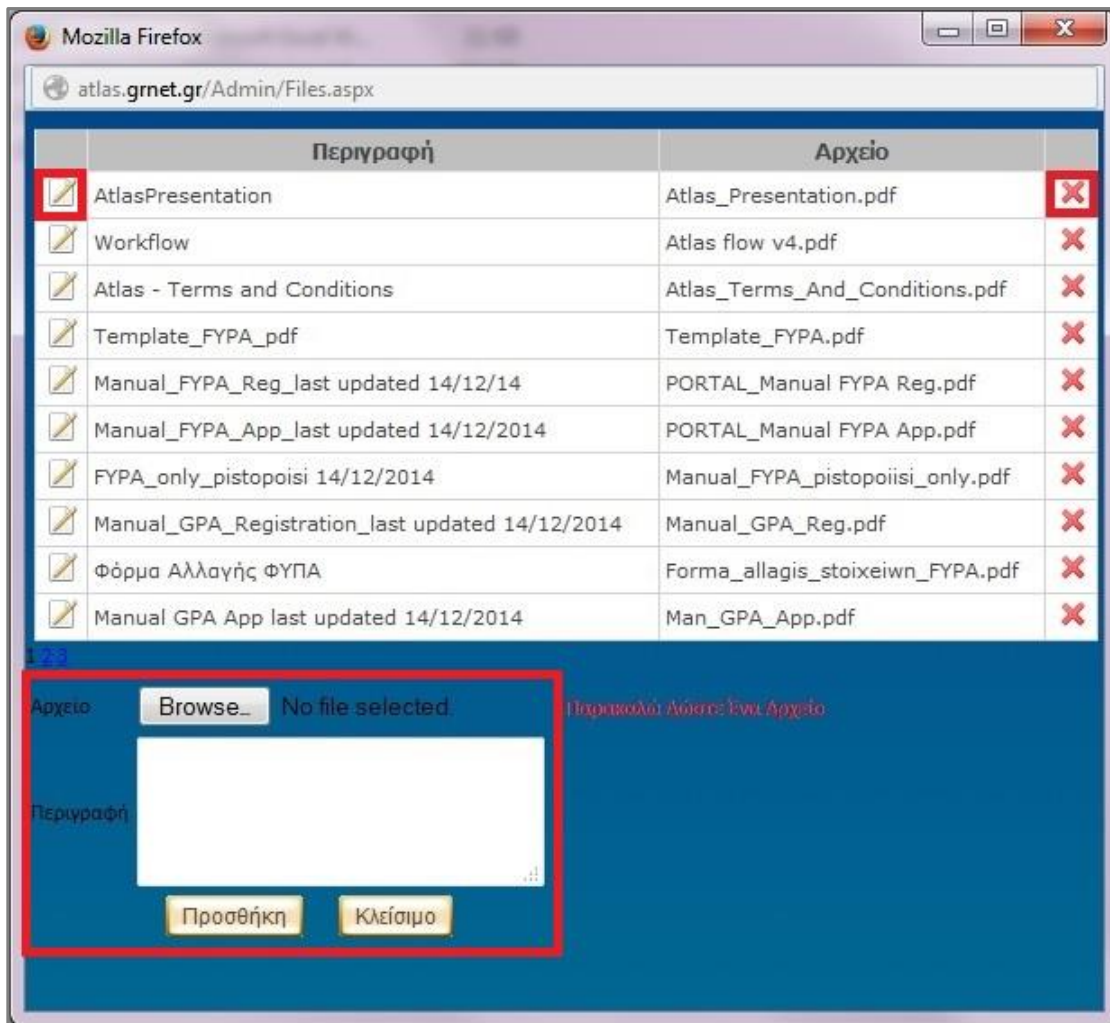 Mozilla Firefox
atlas.grnet.gr/Admin/Files.aspx
Περιγραφή Αρχείο
AtlasPresentation Atlas_Presentation.pdf
Workflow Atlas flow v4.pdf
Atlas - Terms and Conditions Atlas_Terms_And_Conditions.pdf
Template_FYPA_pdf Template_FYPA.pdf
Manual_FYPA_Reg_last updated 14/12/14 PORTAL_Manual FYPA Reg.pdf
Manual_FYPA_App_last updated 14/12/2014 PORTAL_Manual FYPA App.pdf
FYPA_only_pistopoisi 14/12/2014 Manual_FYPA_pistopoiisi_only.pdf
Manual_GPA_Registration_last updated 14/12/2014 Manual_GPA_Reg.pdf
Φόρμα Αλλαγής ΦΥΠΑ Forma_allagis_stoixeiwn_FYPA.pdf
Manual GPA App last updated 14/12/2014 Man_GPA_App.pdf
1 2 3
Αρχείο Browse... No file selected. Παρακαλώ Δώστε Ένα Αρχείο
Περιγραφή
Προσθήκη Κλείσιμο